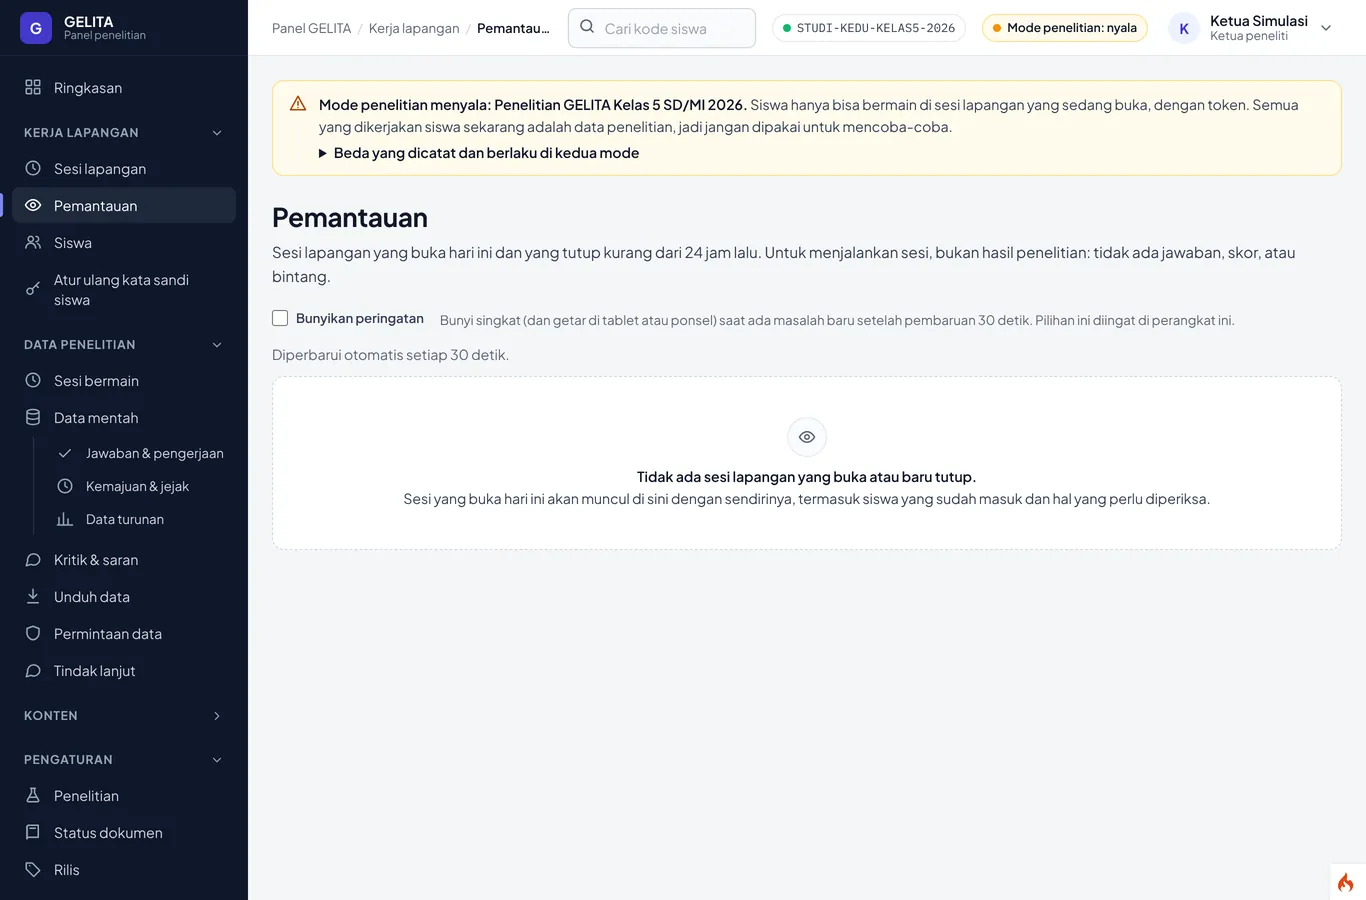 G
GELITA
Panel penelitian
Ringkasan
KERJA LAPANGAN
Sesi lapangan
Pemantauan
Siswa
Atur ulang kata sandi
siswa
DATA PENELITIAN
Sesi bermain
Data mentah
Jawaban & pengerjaan
Kemajuan & jejak
Data turunan
Kritik & saran
Unduh data
Permintaan data
Tindak lanjut
KONTEN
PENGATURAN
Penelitian
Status dokumen
Rilis
Panel GELITA / Kerja lapangan / Pemantau...
Cari kode siswa
STUDI-KEDU-KELAS5-2026
Mode penelitian: nyala
K
Ketua Simulasi
Ketua peneliti
Mode penelitian menyala: Penelitian GELITA Kelas 5 SD/MI 2026. Siswa hanya bisa bermain di sesi lapangan yang sedang buka, dengan token. Semua
yang dikerjakan siswa sekarang adalah data penelitian, jadi jangan dipakai untuk mencoba-coba.
Beda yang dicatat dan berlaku di kedua mode
Pemantauan
Sesi lapangan yang buka hari ini dan yang tutup kurang dari 24 jam lalu. Untuk menjalankan sesi, bukan hasil penelitian: tidak ada jawaban, skor, atau
bintang.
Bunyikan peringatan
Bunyi singkat (dan getar di tablet atau ponsel) saat ada masalah baru setelah pembaruan 30 detik. Pilihan ini diingat di perangkat ini.
Diperbarui otomatis setiap 30 detik.
Tidak ada sesi lapangan yang buka atau baru tutup.
Sesi yang buka hari ini akan muncul di sini dengan sendirinya, termasuk siswa yang sudah masuk dan hal yang perlu diperiksa.